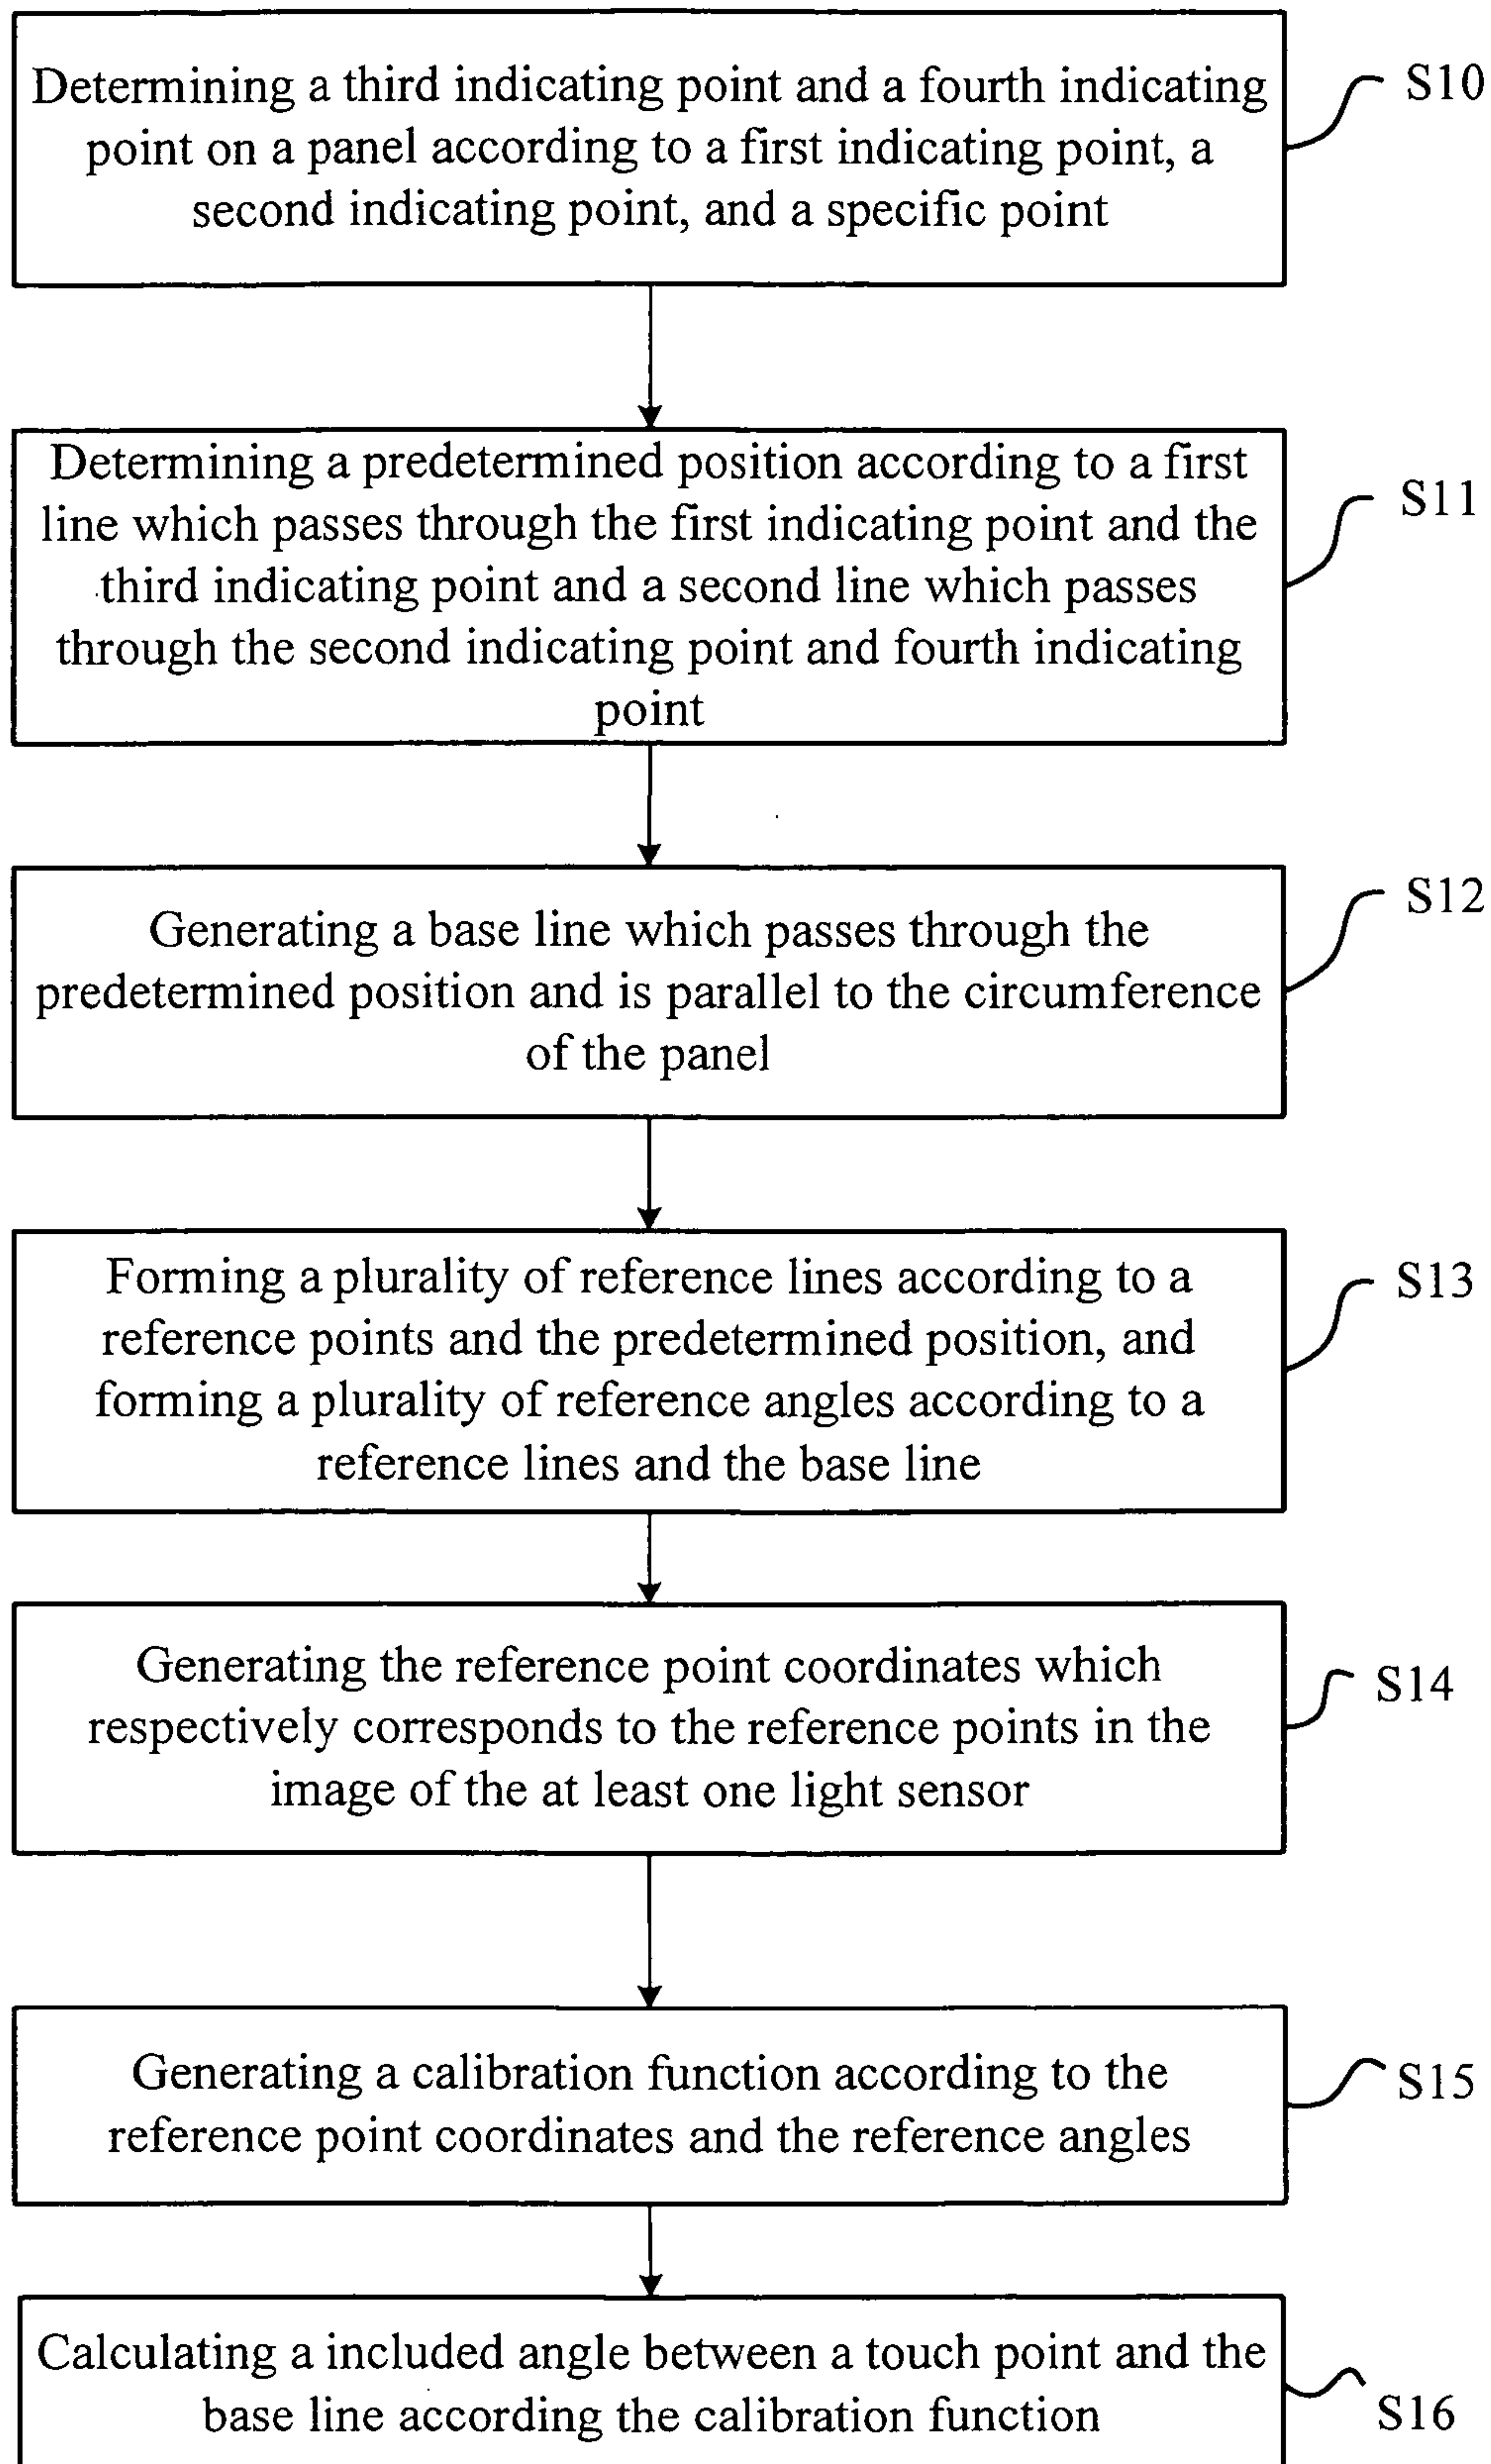 Determining a third indicating point and a fourth indicating
point on a panel according to a first indicating point, a
second indicating point, and a specific point
S10
Determining a predetermined position according to a first
line which passes through the first indicating point and the
third indicating point and a second line which passes
through the second indicating point and fourth indicating
point
S11
Generating a base line which passes through the
predetermined position and is parallel to the circumference
of the panel
S12
Forming a plurality of reference lines according to a
reference points and the predetermined position, and
forming a plurality of reference angles according to a
reference lines and the base line
S13
Generating the reference point coordinates which
respectively corresponds to the reference points in the
image of the at least one light sensor
S14
Generating a calibration function according to the
reference point coordinates and the reference angles
S15
Calculating a included angle between a touch point and the
base line according the calibration function
S16